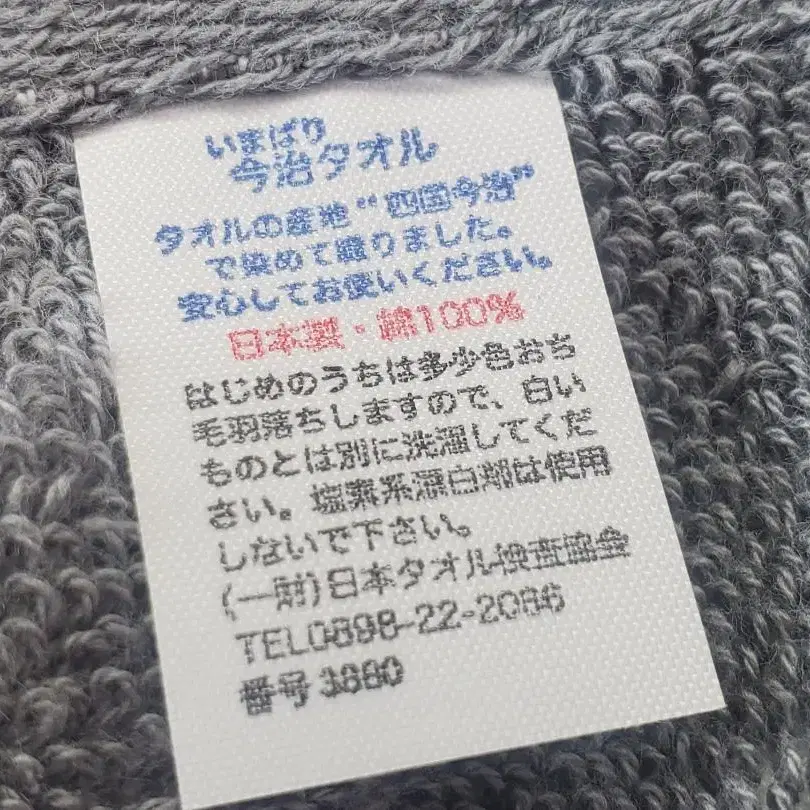 いまばり
今治タオル
タオルの産地“四国今治”
で染めて織りました。
安心してお使いください。
日本製・綿100%
はじめのうちは多少色おち
毛羽落ちしますので、白い
ものとは別に洗濯してくだ
さい。塩素系漂白剤は使用
しないで下さい。
(一財)日本タオル検査協会
TEL0898-22-2086
番号 3880